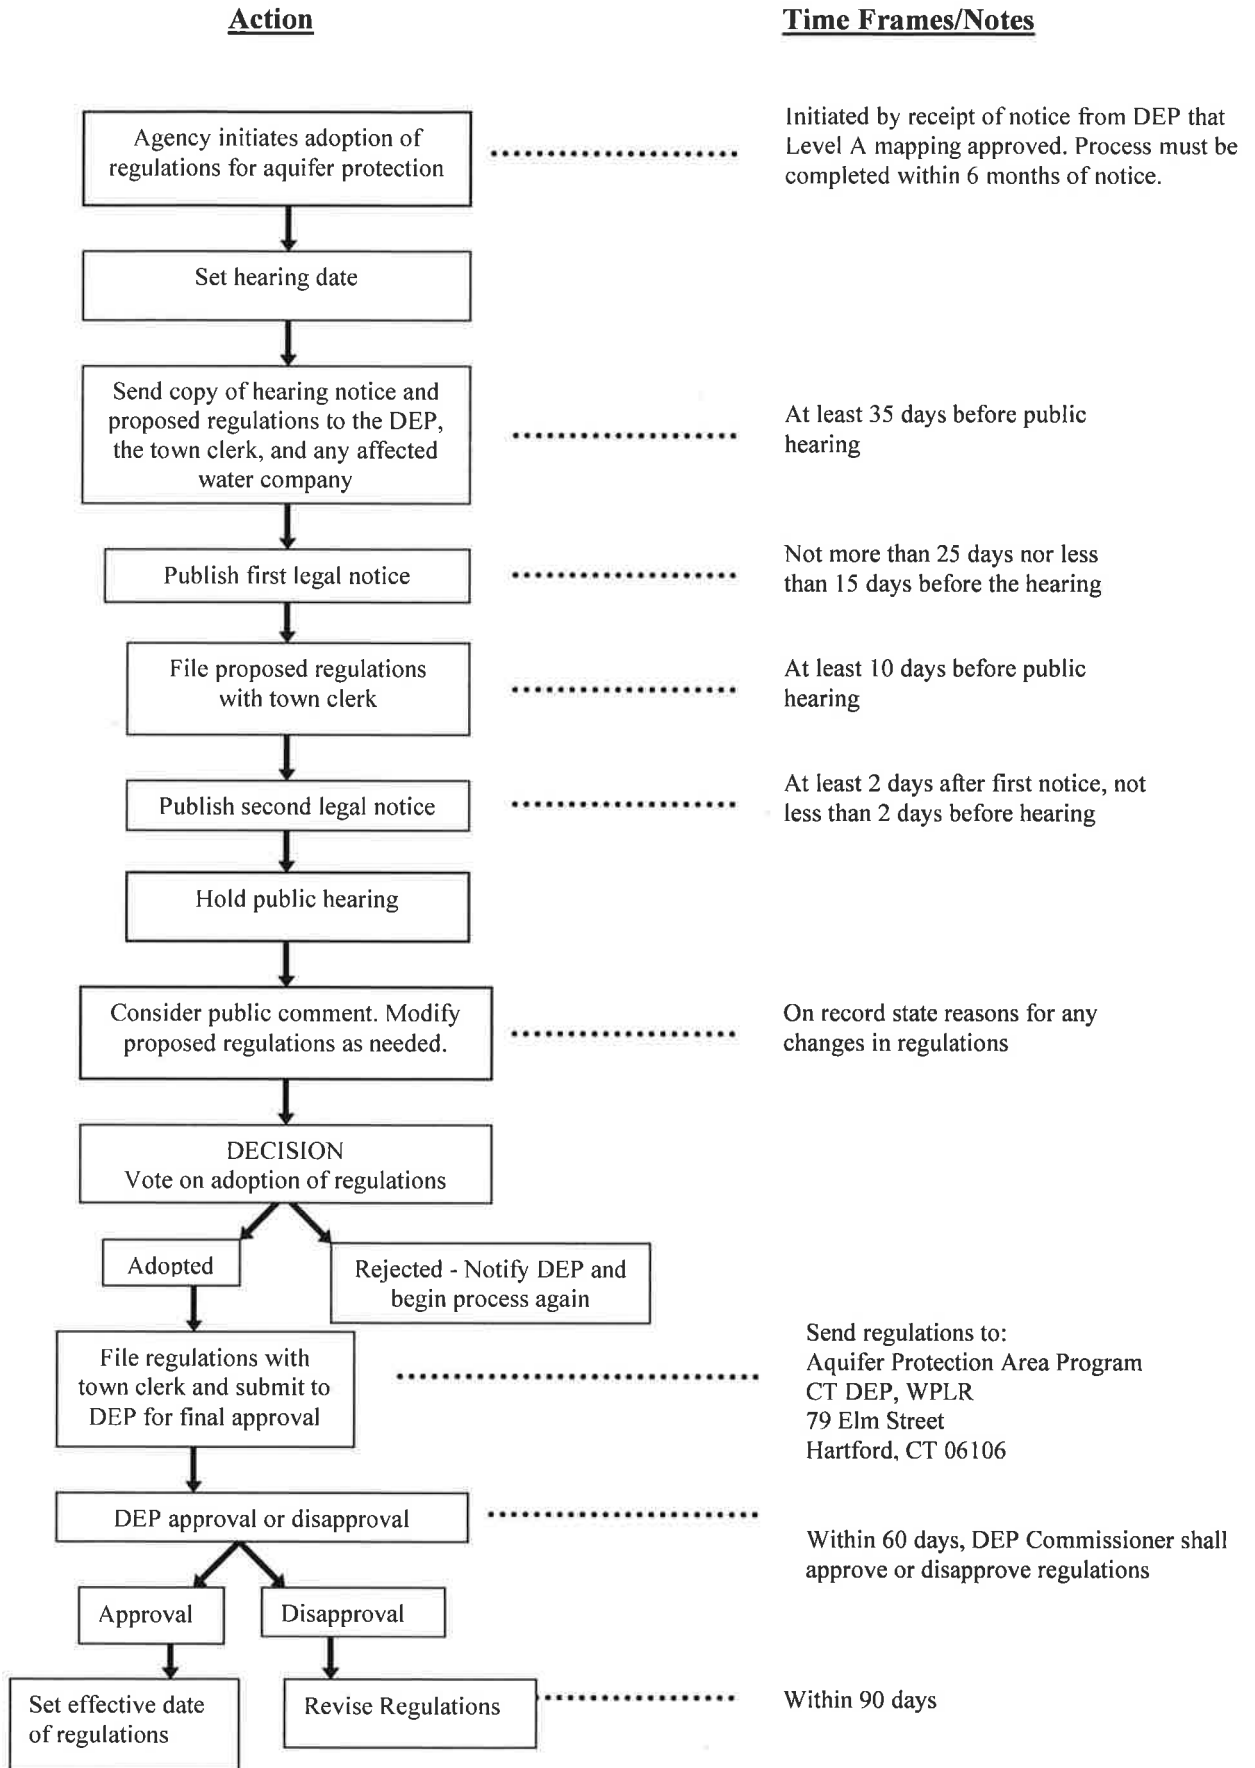 Action
Time Frames/Notes
Agency initiates adoption of
regulations for aquifer protection
Initiated by receipt of notice from DEP that
Level A mapping approved. Process must be
completed within 6 months of notice.
Set hearing date
Send copy of hearing notice and
proposed regulations to the DEP,
the town clerk, and any affected
water company
At least 35 days before public
hearing
Publish first legal notice
Not more than 25 days nor less
than 15 days before the hearing
File proposed regulations
with town clerk
At least 10 days before public
hearing
Publish second legal notice
At least 2 days after first notice, not
less than 2 days before hearing
Hold public hearing
Consider public comment. Modify
proposed regulations as needed.
On record state reasons for any
changes in regulations
DECISION
Vote on adoption of regulations
Adopted
Rejected - Notify DEP and
begin process again
File regulations with
town clerk and submit to
DEP for final approval
Send regulations to:
Aquifer Protection Area Program
CT DEP, WPLR
79 Elm Street
Hartford, CT 06106
DEP approval or disapproval
Within 60 days, DEP Commissioner shall
approve or disapprove regulations
Approval
Disapproval
Set effective date
of regulations
Revise Regulations
Within 90 days